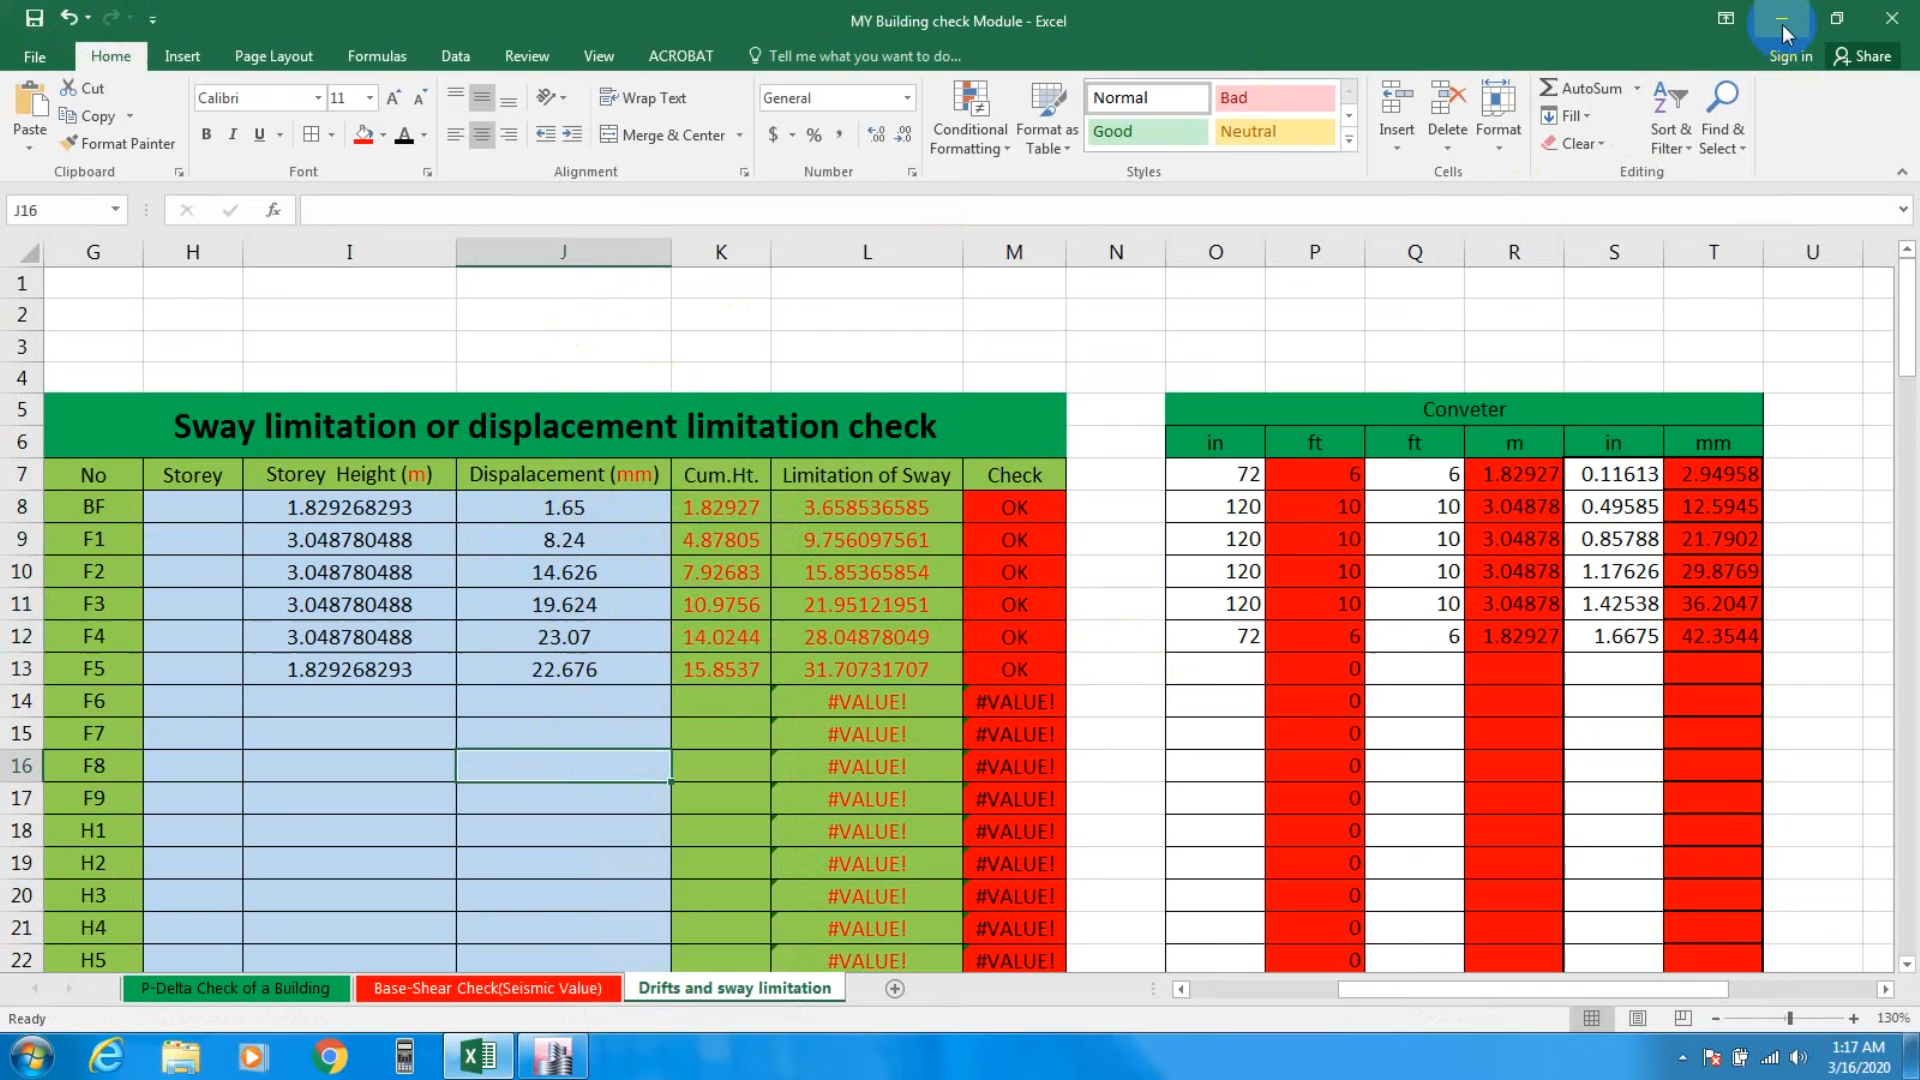 MY Building check Module - Excel
File Home Insert Page Layout Formulas Data Review View ACROBAT Tell me what you want to do... Sign in Share
Paste Cut Copy Format Painter
Calibri 11 A A
B I U A
Wrap Text
Merge & Center
General
$ % ,
Conditional Formatting
Format as Table
Normal Bad
Good Neutral
Insert Delete Format
AutoSum Fill Clear
Sort & Filter
Find & Select
Clipboard Font Alignment Number Styles Cells Editing
J16 fx
G H I J K L M N O P Q R S T U
1
2
3
4
5 Sway limitation or displacement limitation check Conveter
6 in ft ft m in mm
7 No Storey Storey Height (m) Dispalacement (mm) Cum.Ht. Limitation of Sway Check 72 6 6 1.82927 0.11613 2.94958
8 BF 1.829268293 1.65 1.82927 3.658536585 OK 120 10 10 3.04878 0.49585 12.5945
9 F1 3.048780488 8.24 4.87805 9.756097561 OK 120 10 10 3.04878 0.85788 21.7902
10 F2 3.048780488 14.626 7.92683 15.85365854 OK 120 10 10 3.04878 1.17626 29.8769
11 F3 3.048780488 19.624 10.9756 21.95121951 OK 120 10 10 3.04878 1.42538 36.2047
12 F4 3.048780488 23.07 14.0244 28.04878049 OK 72 6 6 1.82927 1.6675 42.3544
13 F5 1.829268293 22.676 15.8537 31.70731707 OK 0
14 F6 #VALUE! #VALUE! 0
15 F7 #VALUE! #VALUE! 0
16 F8 #VALUE! #VALUE! 0
17 F9 #VALUE! #VALUE! 0
18 H1 #VALUE! #VALUE! 0
19 H2 #VALUE! #VALUE! 0
20 H3 #VALUE! #VALUE! 0
21 H4 #VALUE! #VALUE! 0
22 H5 #VALUE! #VALUE! 0
P-Delta Check of a Building Base-Shear Check(Seismic Value) Drifts and sway limitation
Ready 130%
1:17 AM
3/16/2020